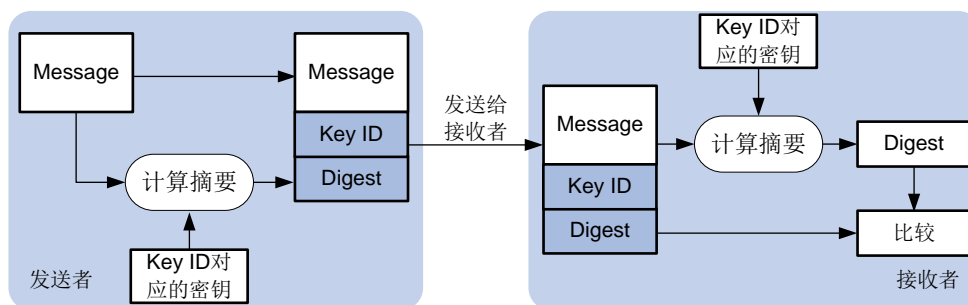 Message
Message
Key ID
Digest
计算摘要
Key ID对
应的密钥
发送者
发送给
接收者
Key ID对
应的密钥
Message
Key ID
Digest
计算摘要
Digest
比较
接收者